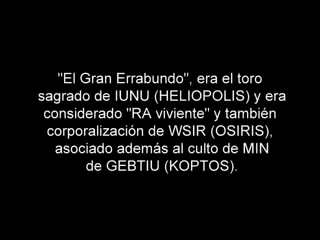 "El Gran Errabundo", era el toro
sagrado de IUNU (HELIOPOLIS) y era
considerado "RA viviente" y también
corporalización de WSIR (OSIRIS),
asociado además al culto de MIN
de GEBTIU (KOPTOS).